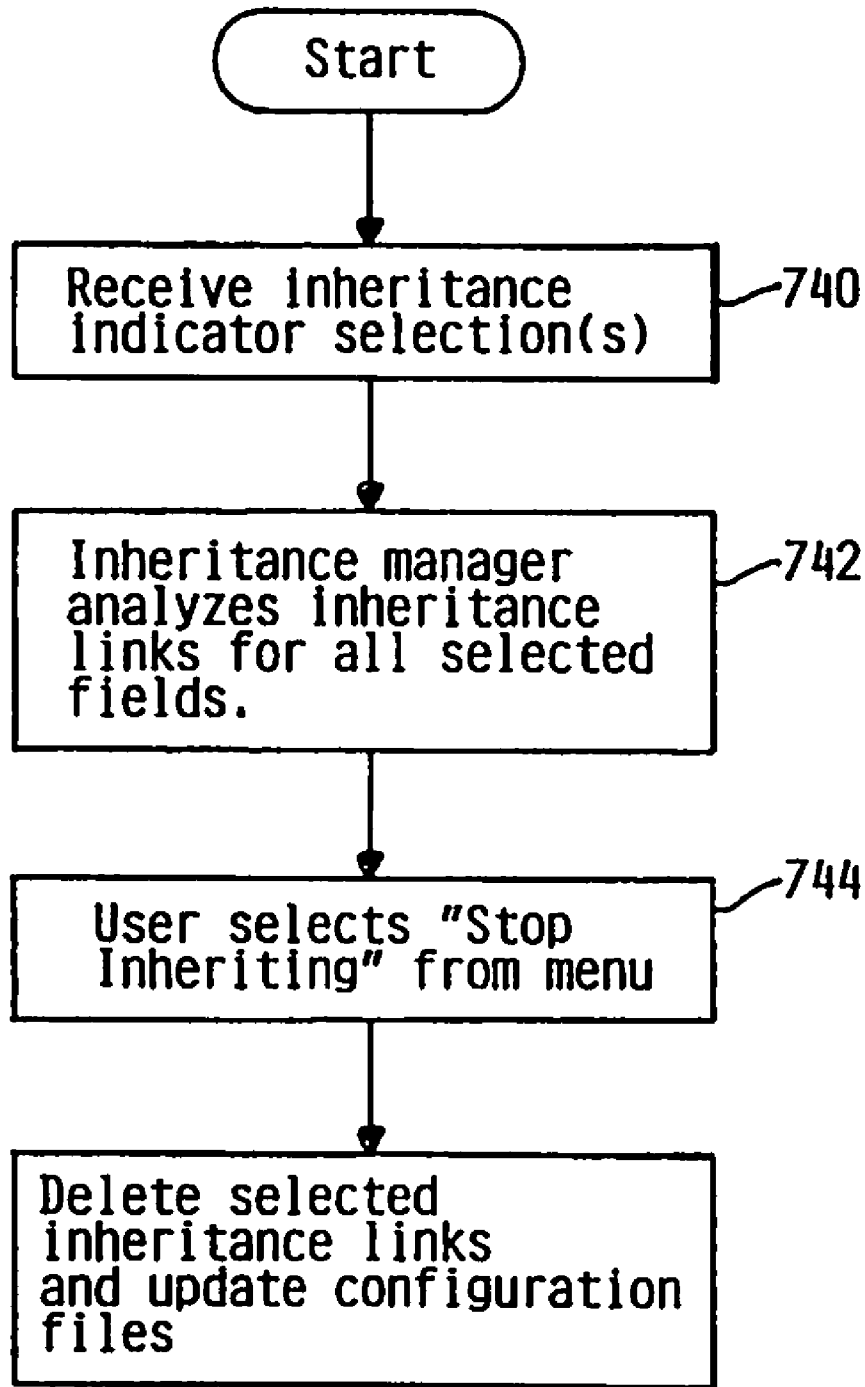 Start
Receive inheritance
indicator selection(s)
740
Inheritance manager
analyzes inheritance
links for all selected
fields.
742
User selects "Stop
Inheriting" from menu
744
Delete selected
inheritance links
and update configuration
files